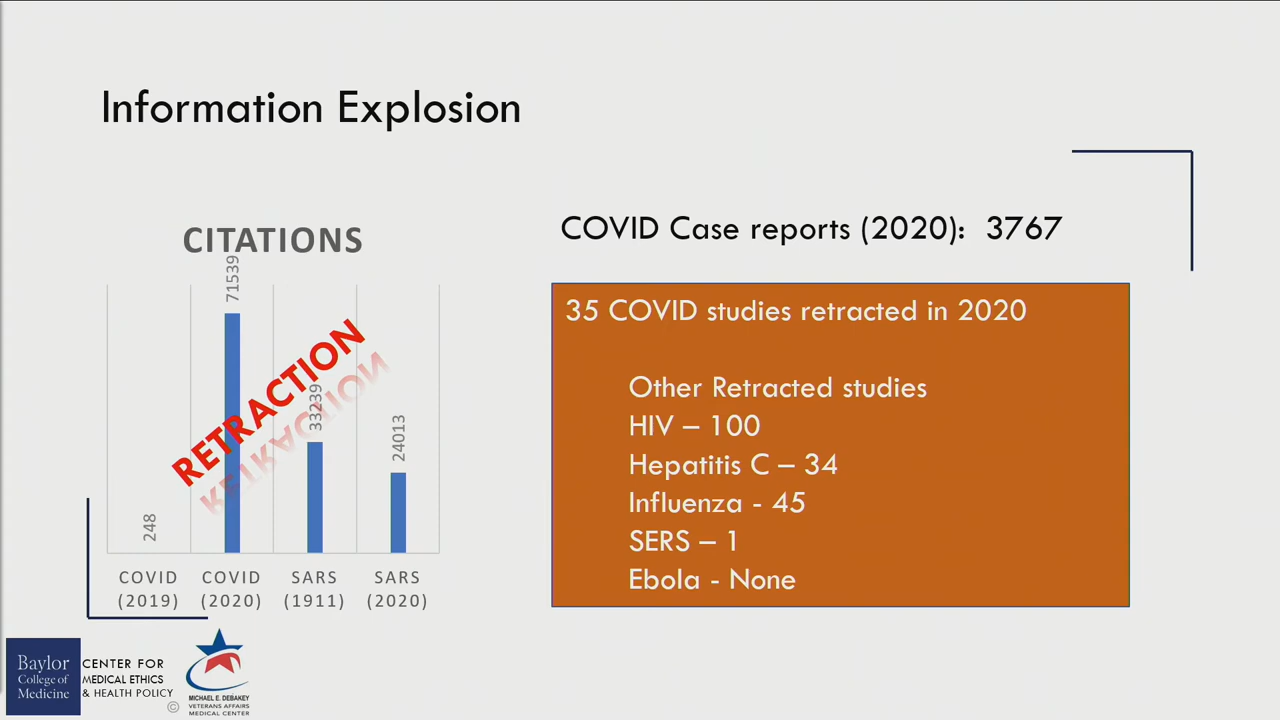 Information Explosion
CITATIONS
248
71539
33239
24013
RETRACTION
COVID
(2019)
COVID
(2020)
SARS
(1911)
SARS
(2020)
COVID Case reports (2020): 3767
35 COVID studies retracted in 2020
Other Retracted studies
HIV – 100
Hepatitis C – 34
Influenza - 45
SERS – 1
Ebola - None
Baylor
College of
Medicine
CENTER FOR
MEDICAL ETHICS
& HEALTH POLICY
©
MICHAEL E. DEBAKEY
VETERANS AFFAIRS
MEDICAL CENTER